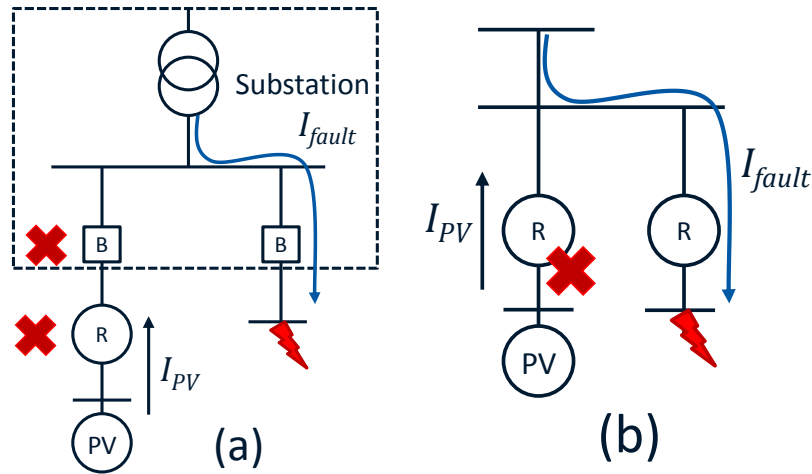 Substation
I_fault
B
B
R
I_PV
PV
(a)
I_PV
R
R
I_fault
PV
(b)